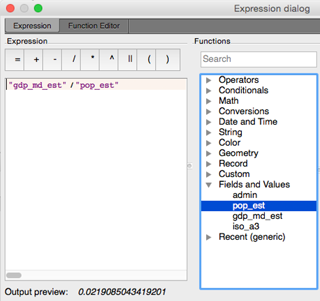 Expression dialog
Expression
Function Editor
Expression
= + - / * ^ || ( )
"gdp_md_est" / "pop_est"
Output preview: 0.0219085043419201
Functions
Search
Operators
Conditionals
Math
Conversions
Date and Time
String
Color
Geometry
Record
Custom
Fields and Values
admin
pop_est
gdp_md_est
iso_a3
Recent (generic)